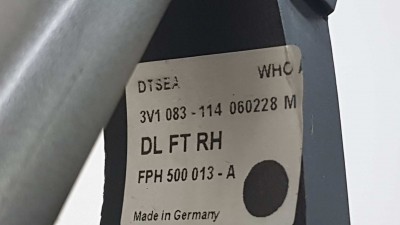 DTSEA WHO A
3V1 083 - 114 060228 M
DL FT RH
FPH 500 013 - A
Made in Germany